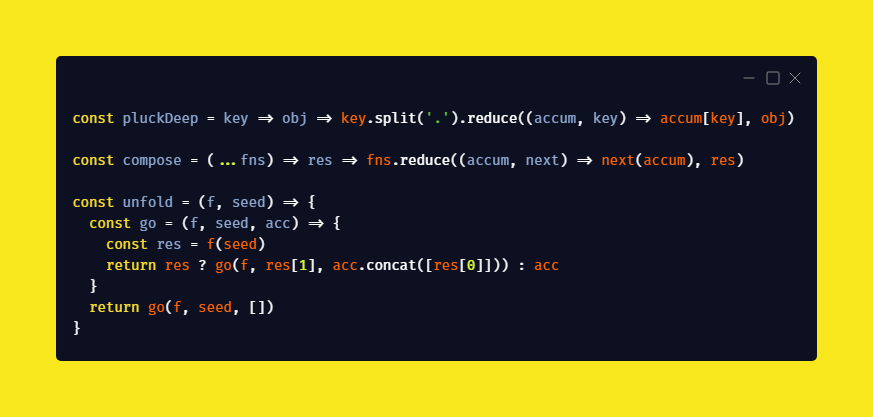 const pluckDeep = key => obj => key.split('.').reduce((accum, key) => accum[key], obj)

const compose = (...fns) => res => fns.reduce((accum, next) => next(accum), res)

const unfold = (f, seed) => {
  const go = (f, seed, acc) => {
    const res = f(seed)
    return res ? go(f, res[1], acc.concat([res[0]])) : acc
  }
  return go(f, seed, [])
}